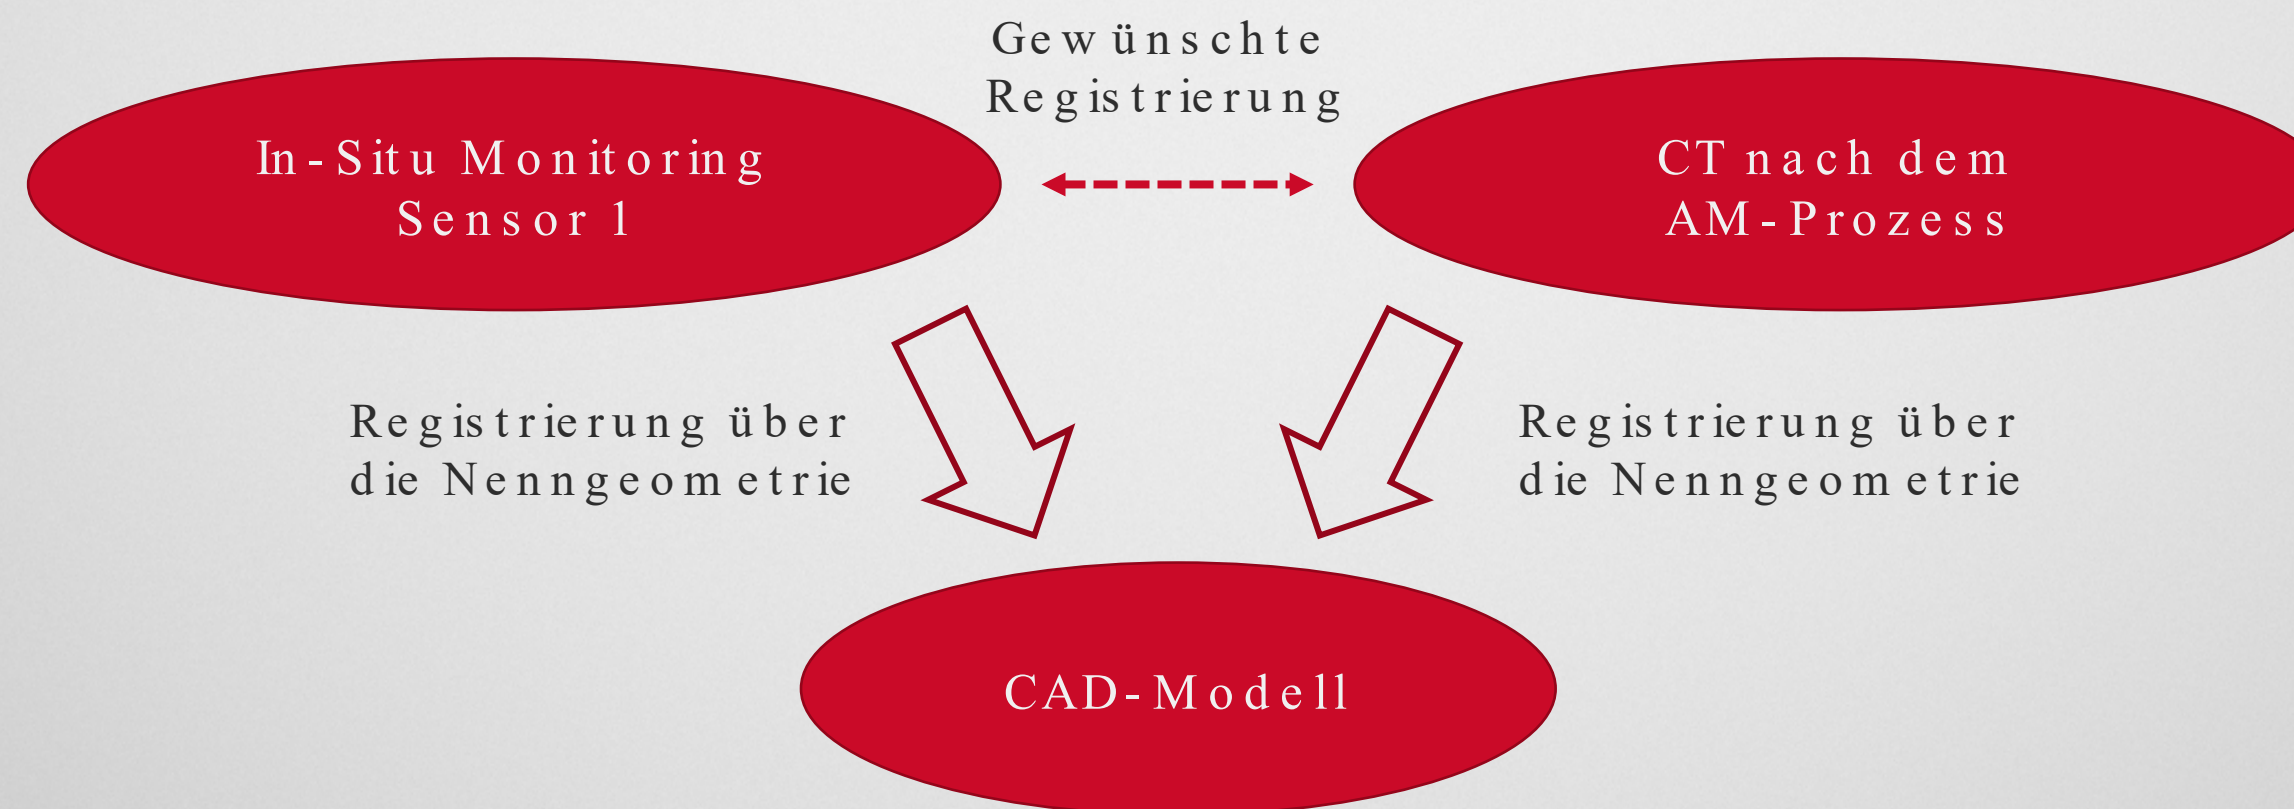 Gewünschte
Registrierung
In-Situ Monitoring
Sensor 1
CT nach dem
AM-Prozess
Registrierung über
die Nenngeometrie
Registrierung über
die Nenngeometrie
CAD-Modell